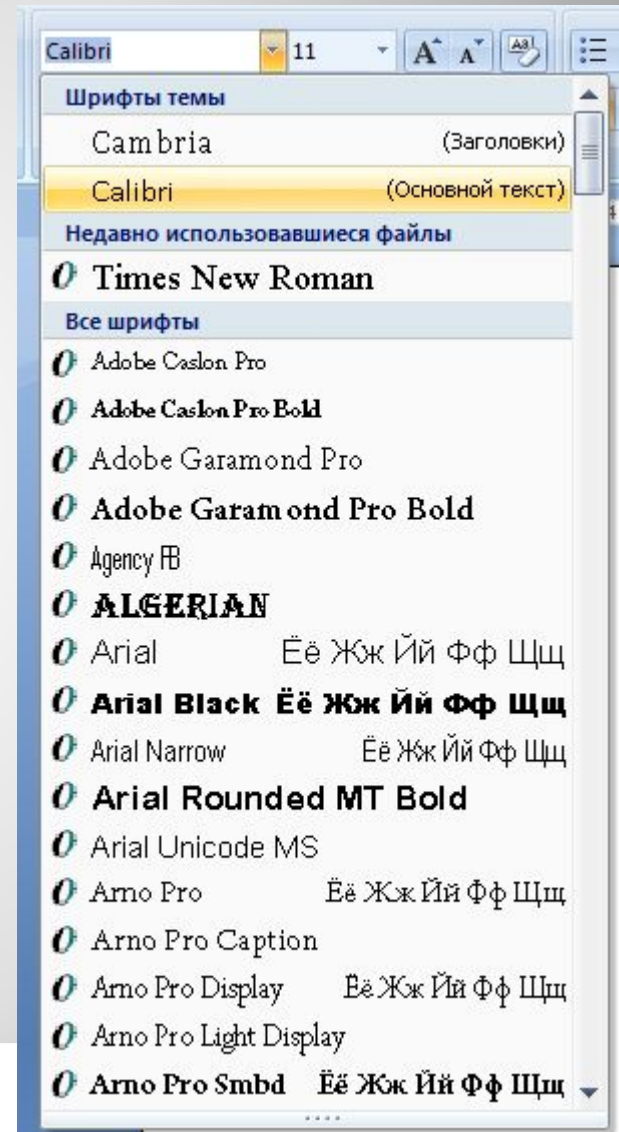 Calibri 11 A A Aa
Шрифты темы
Cambria (Заголовки)
Calibri (Основной текст)
4
Недавно использовавшиеся файлы
O Times New Roman
Все шрифты
O Adobe Caslon Pro
O Adobe Caslon Pro Bold
O Adobe Garamond Pro
O Adobe Garamond Pro Bold
O Agency FB
O ALGERIAN
O Arial Ёё Жж Йй Фф Щщ
O Arial Black Ёё Жж Йй Фф Щщ
O Arial Narrow Ёё Жж Йй Фф Щщ
O Arial Rounded MT Bold
O Arial Unicode MS
O Arno Pro Ёё Жж Йй Фф Щщ
O Arno Pro Caption
O Arno Pro Display Ёё Жж Йй Фф Щщ
O Arno Pro Light Display
O Arno Pro Smbd Ёё Жж Йй Фф Щщ